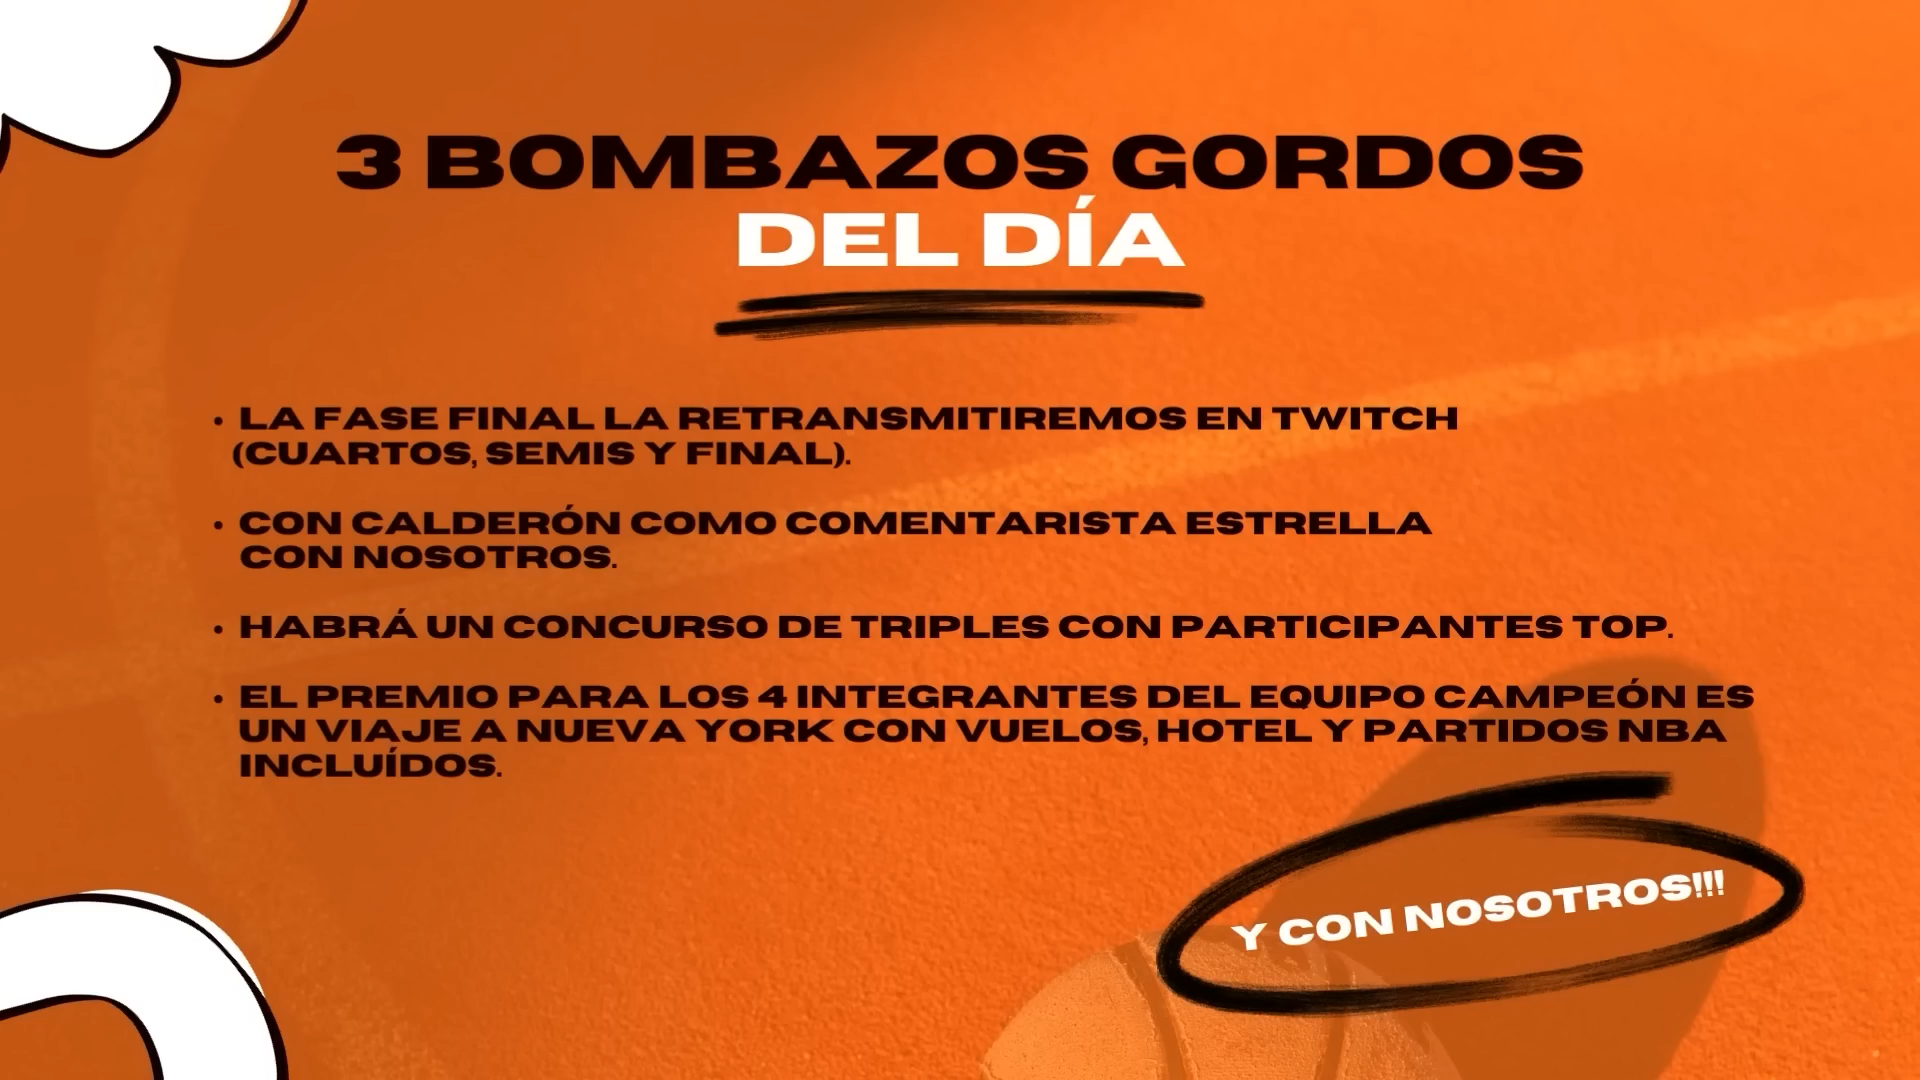 3 BOMBAZOS GORDOS
DEL DÍA
• LA FASE FINAL LA RETRANSMITIREMOS EN TWITCH
(CUARTOS, SEMIS Y FINAL).
• CON CALDERÓN COMO COMENTARISTA ESTRELLA
CON NOSOTROS.
• HABRÁ UN CONCURSO DE TRIPLES CON PARTICIPANTES TOP.
• EL PREMIO PARA LOS 4 INTEGRANTES DEL EQUIPO CAMPEÓN ES
UN VIAJE A NUEVA YORK CON VUELOS, HOTEL Y PARTIDOS NBA
INCLUÍDOS.
Y CON NOSOTROS!!!